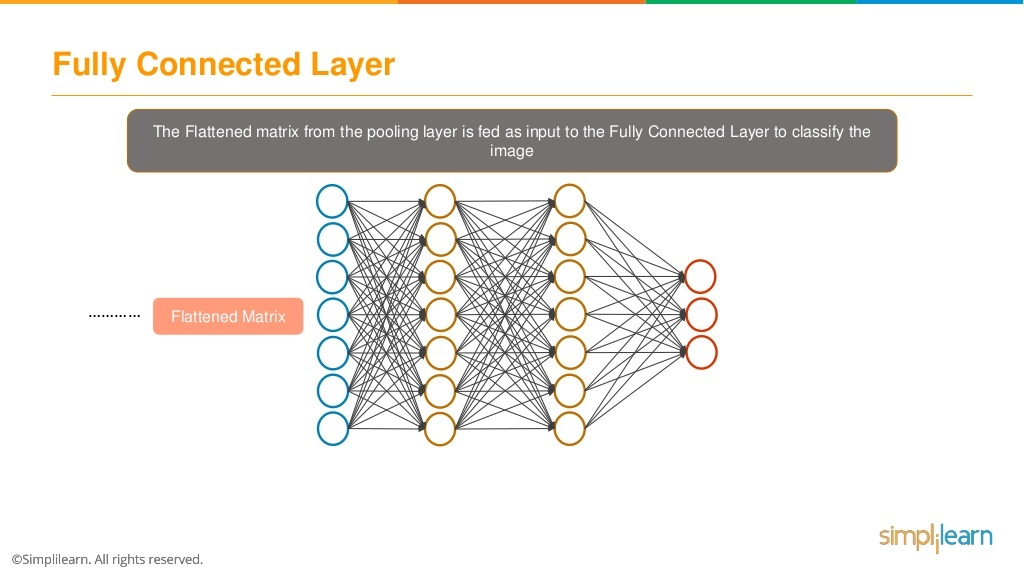 Fully Connected Layer
The Flattened matrix from the pooling layer is fed as input to the Fully Connected Layer to classify the
image
............ Flattened Matrix
simplilearn
©Simplilearn. All rights reserved.